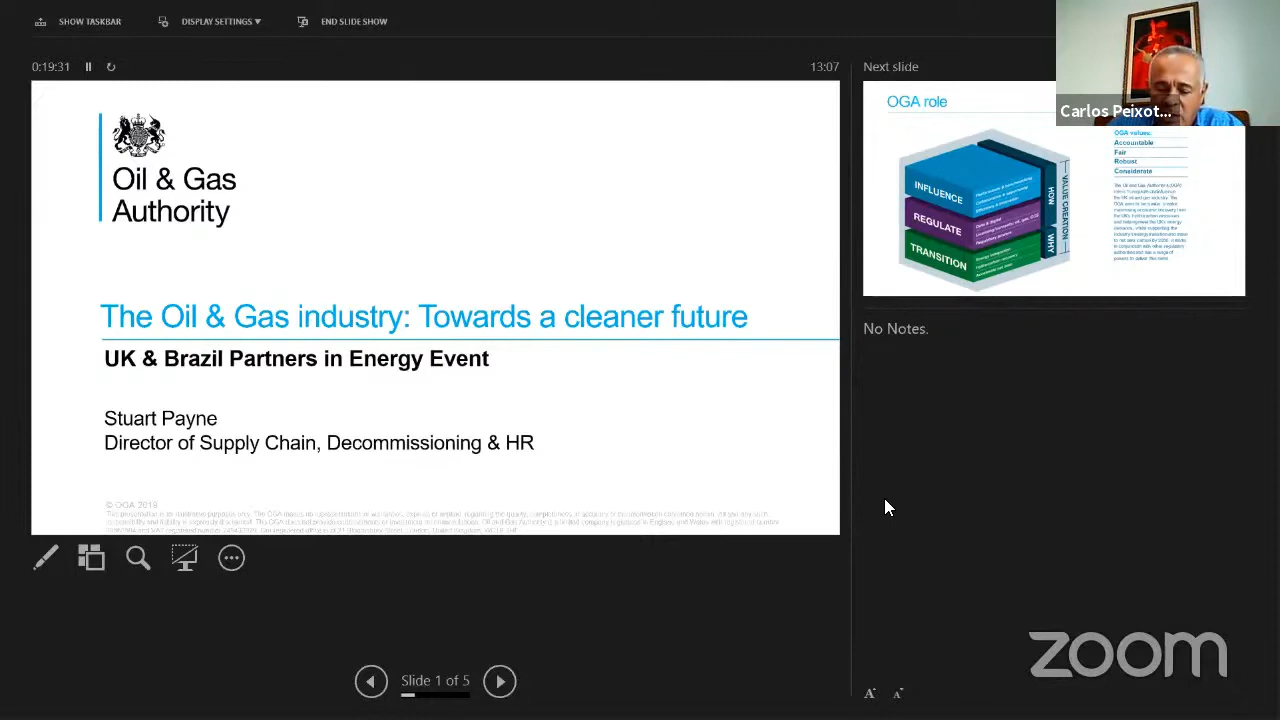 SHOW TASKBAR
DISPLAY SETTINGS ▼
END SLIDE SHOW
0:19:31
13:07
Oil & Gas
Authority
The Oil & Gas industry: Towards a cleaner future
UK & Brazil Partners in Energy Event
Stuart Payne
Director of Supply Chain, Decommissioning & HR
© OGA 2019
Slide 1 of 5
Next slide
OGA role
INFLUENCE
REGULATE
TRANSITION
HOW
WHY
VALUE CREATION
OGA values:
Accountable
Fair
Robust
Considerate
Carlos Peixot...
No Notes.
zoom
A
A